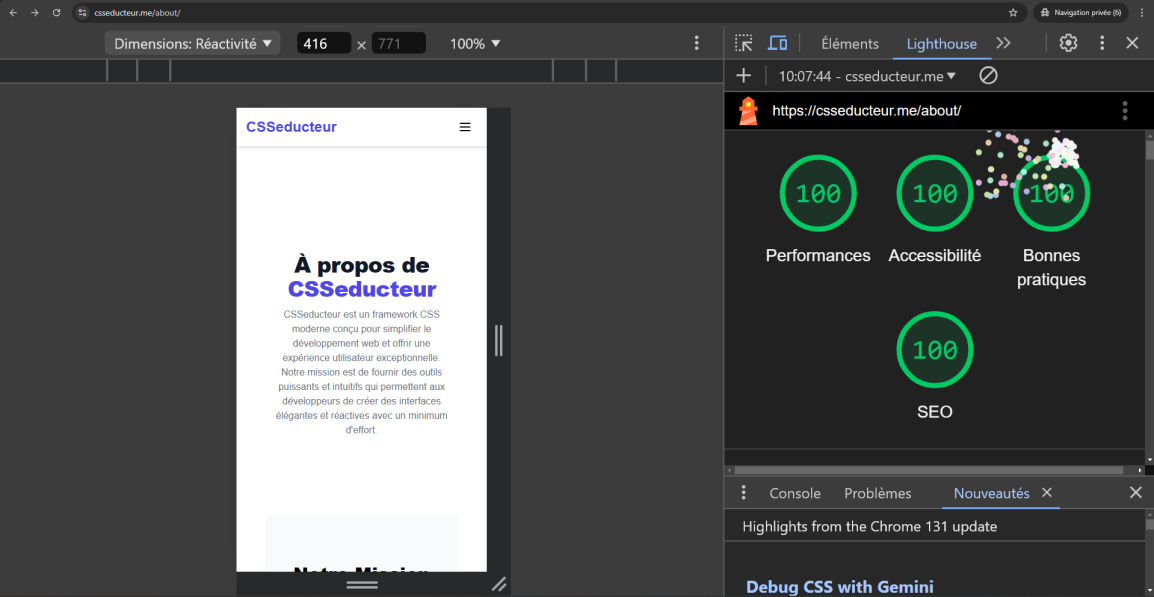 csseducteur.me/about/
Navigation privée (6)
Dimensions: Réactivité ▼ 416 × 771 100% ▼
Éléments Lighthouse
10:07:44 - csseducteur.me ▼
https://csseducteur.me/about/
CSSeducteur
À propos de
CSSeducteur
CSSeducteur est un framework CSS
moderne conçu pour simplifier le
développement web et offrir une
expérience utilisateur exceptionnelle.
Notre mission est de fournir des outils
puissants et intuitifs qui permettent aux
développeurs de créer des interfaces
élégantes et réactives avec un minimum
d'effort.
Notre Mission
100 100 100
Performances Accessibilité Bonnes
pratiques
100
SEO
Console Problèmes Nouveautés
Highlights from the Chrome 131 update
Debug CSS with Gemini